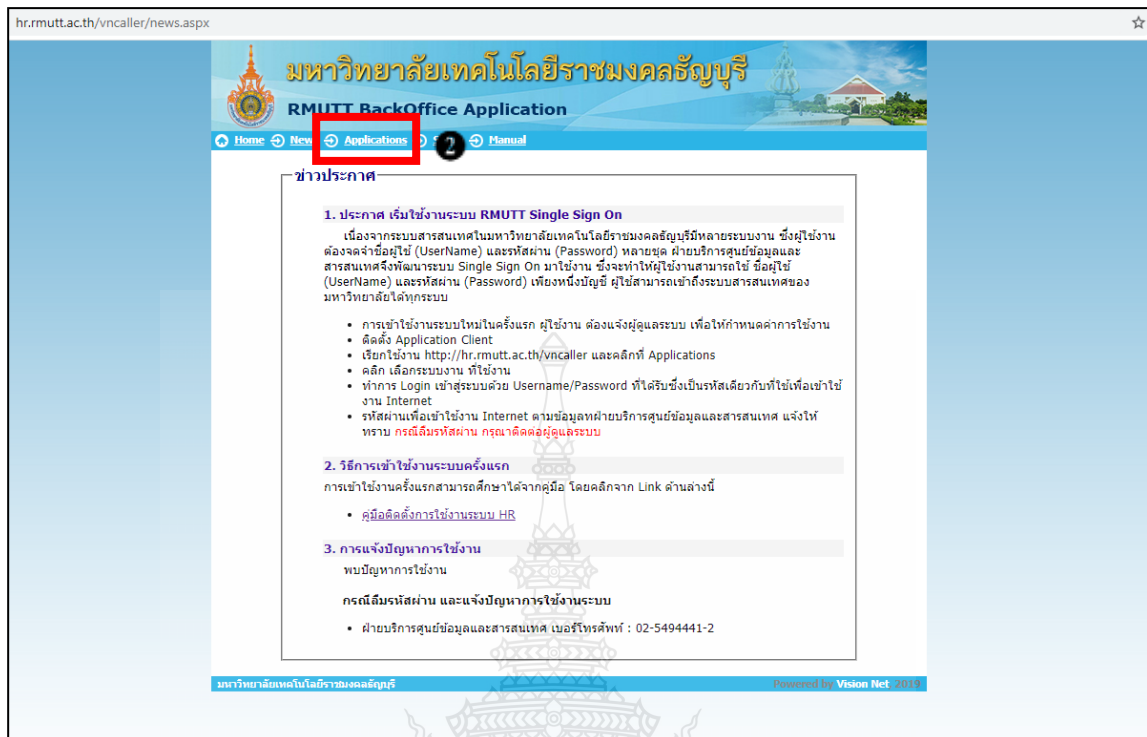 hr.rmutt.ac.th/vncaller/news.aspx
มหาวิทยาลัยเทคโนโลยีราชมงคลธัญบุรี
RMUTT BackOffice Application
Home New Applications 2 Manual
ข่าวประกาศ
1. ประกาศ เริ่มใช้งานระบบ RMUTT Single Sign On
เนื่องจากระบบสารสนเทศในมหาวิทยาลัยเทคโนโลยีราชมงคลธัญบุรีมีหลายระบบงาน ซึ่งผู้ใช้งาน
ต้องจดจำชื่อผู้ใช้ (UserName) และรหัสผ่าน (Password) หลายชุด ฝ่ายบริการศูนย์ข้อมูลและ
สารสนเทศจึงพัฒนาระบบ Single Sign On มาใช้งาน ซึ่งจะทำให้ผู้ใช้งานสามารถใช้ ชื่อผู้ใช้
(UserName) และรหัสผ่าน (Password) เพียงหนึ่งบัญชี ผู้ใช้สามารถเข้าถึงระบบสารสนเทศของ
มหาวิทยาลัยได้ทุกระบบ
• การเข้าใช้งานระบบใหม่ในครั้งแรก ผู้ใช้งาน ต้องแจ้งผู้ดูแลระบบ เพื่อให้กำหนดค่าการใช้งาน
• ติดตั้ง Application Client
• เรียกใช้งาน http://hr.rmutt.ac.th/vncaller และคลิกที่ Applications
• คลิก เลือกระบบงาน ที่ใช้งาน
• ทำการ Login เข้าสู่ระบบด้วย Username/Password ที่ได้รับซึ่งเป็นรหัสเดียวกับที่ใช้เพื่อเข้าใช้
งาน Internet
• รหัสผ่านเพื่อเข้าใช้งาน Internet ตามข้อมูลทฝ่ายบริการศูนย์ข้อมูลและสารสนเทศ แจ้งให้
ทราบ กรณีลืมรหัสผ่าน กรุณาติดต่อผู้ดูแลระบบ
2. วิธีการเข้าใช้งานระบบครั้งแรก
การเข้าใช้งานครั้งแรกสามารถศึกษาได้จากคู่มือ โดยคลิกจาก Link ด้านล่างนี้
• คู่มือติดตั้งการใช้งานระบบ HR
3. การแจ้งปัญหาการใช้งาน
พบปัญหาการใช้งาน
กรณีลืมรหัสผ่าน และแจ้งปัญหาการใช้งานระบบ
• ฝ่ายบริการศูนย์ข้อมูลและสารสนเทศ เบอร์โทรศัพท์ : 02-5494441-2
มหาวิทยาลัยเทคโนโลยีราชมงคลธัญบุรี Powered by Vision Net 2019